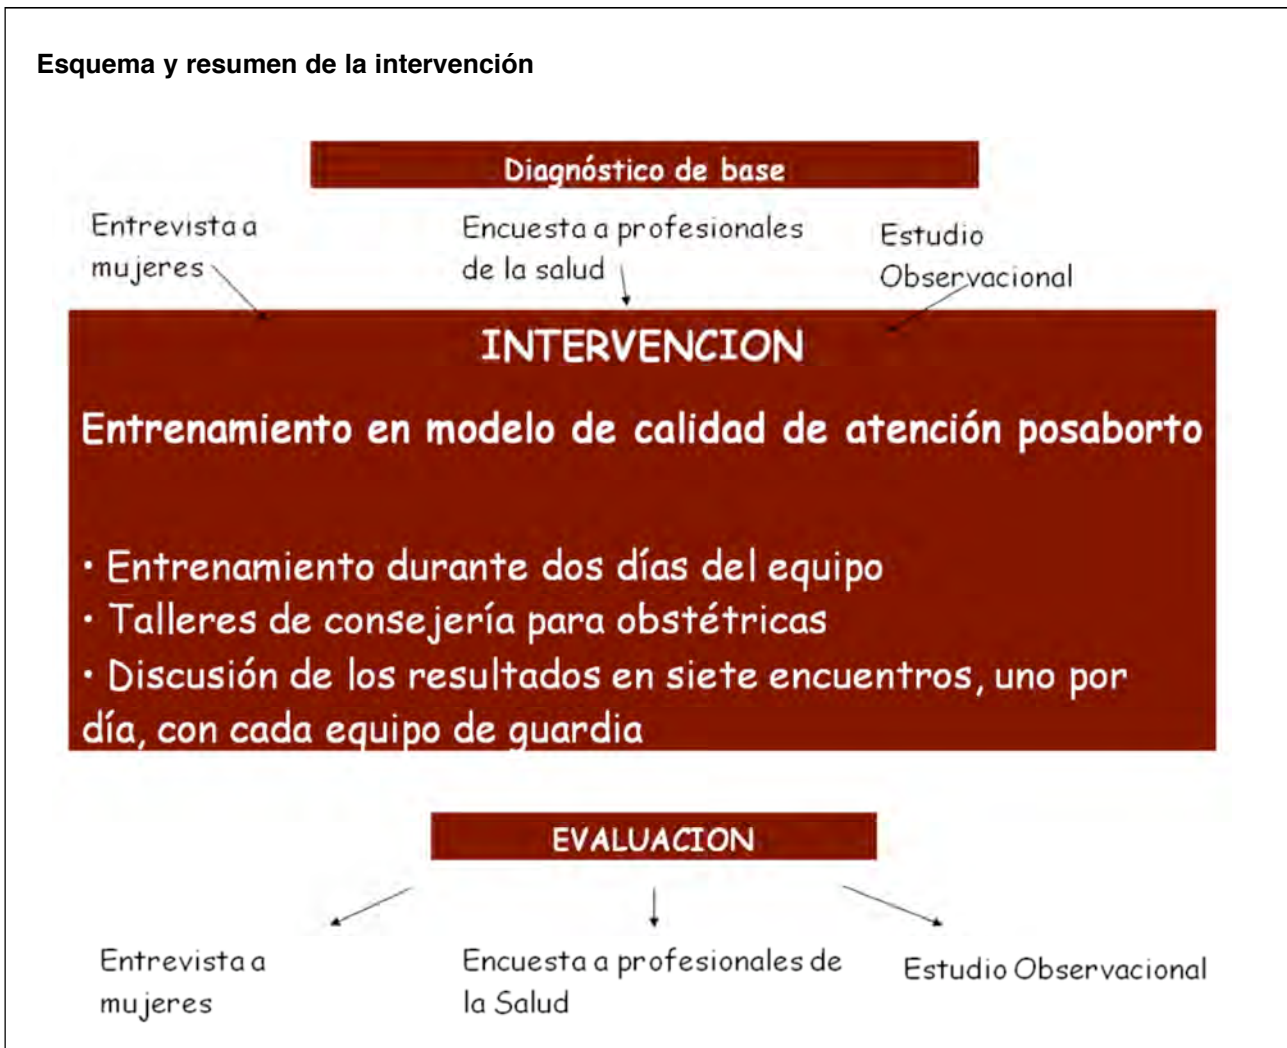 Esquema y resumen de la intervención
Diagnóstico de base
Entrevista a
mujeres
Encuesta a profesionales
de la salud
Estudio
Observacional
INTERVENCION
Entrenamiento en modelo de calidad de atención posaborto
• Entrenamiento durante dos días del equipo
• Talleres de consejería para obstétricas
• Discusión de los resultados en siete encuentros, uno por
día, con cada equipo de guardia
EVALUACION
Entrevista a
mujeres
Encuesta a profesionales de
la Salud
Estudio Observacional